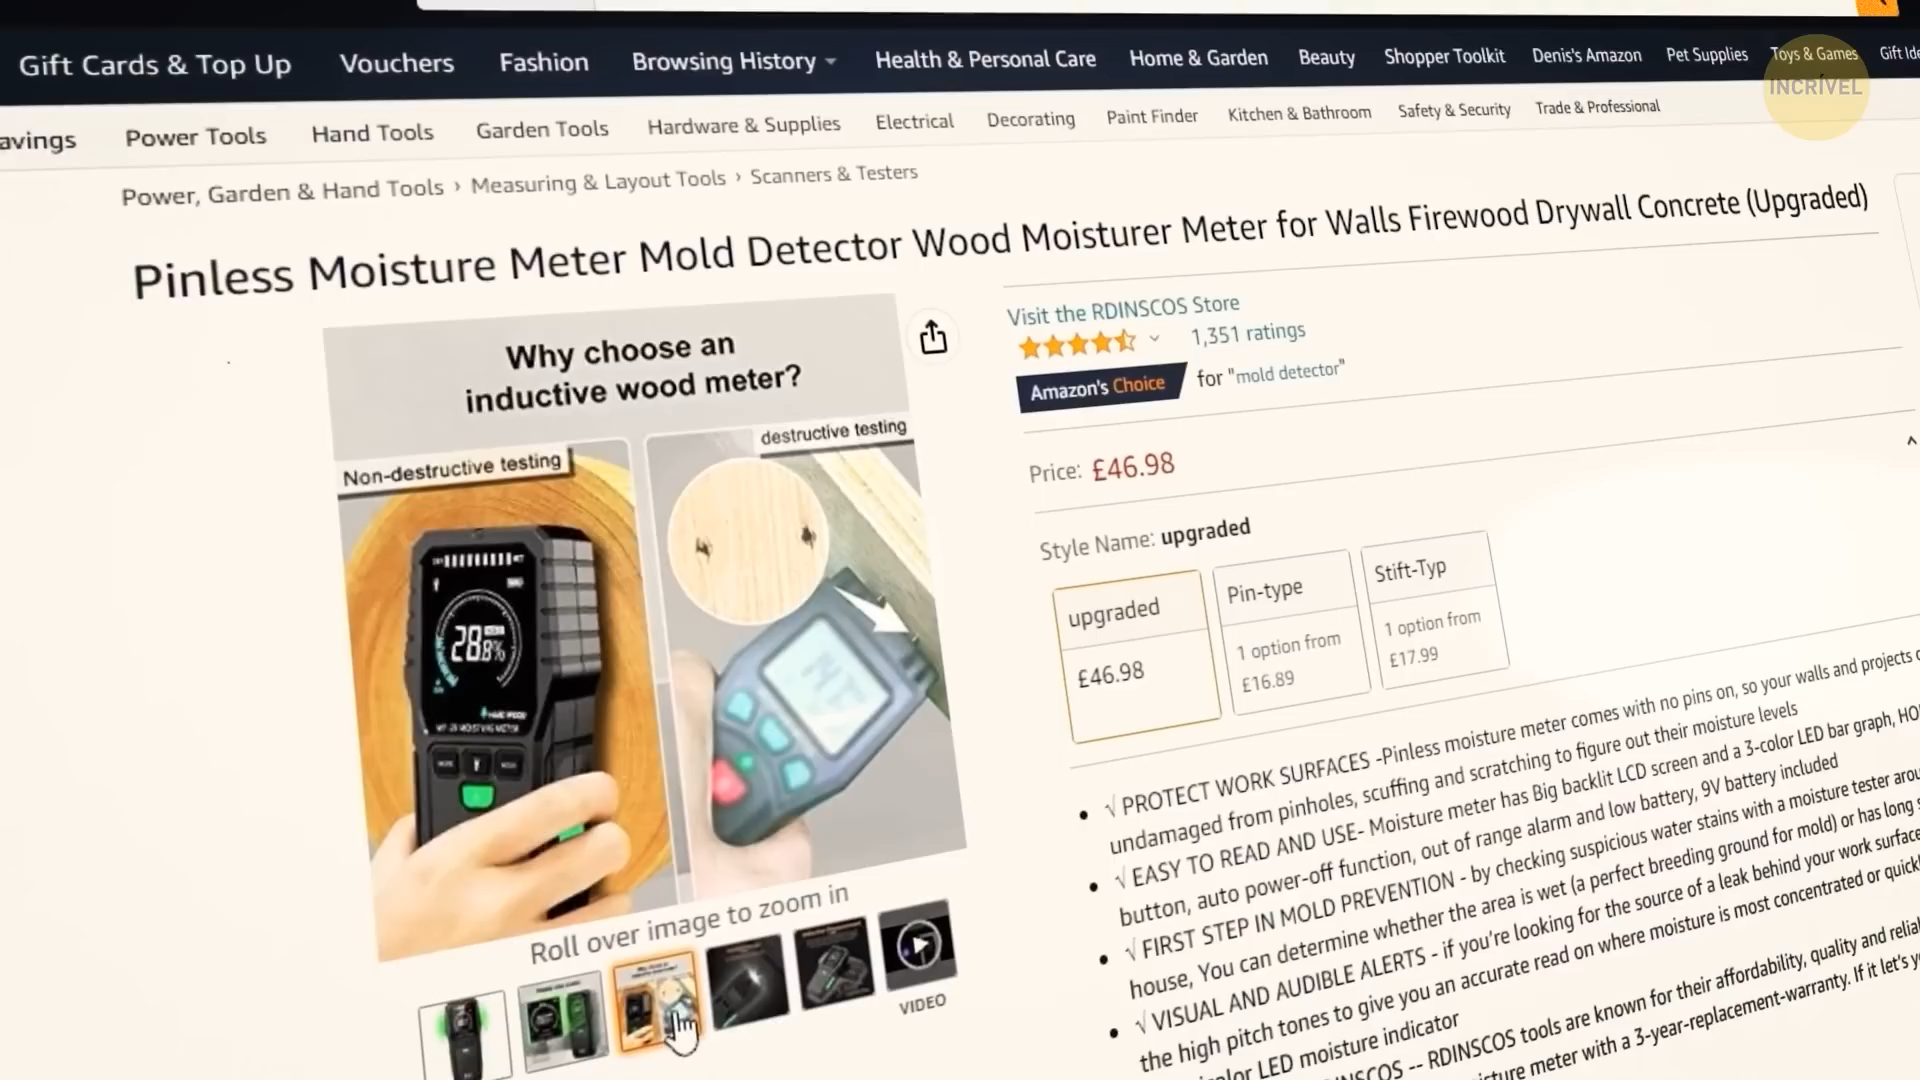 Gift Cards & Top Up Vouchers Fashion Browsing History Health & Personal Care Home & Garden Beauty Shopper Toolkit Denis's Amazon Pet Supplies Toys & Games Gift
INCRÍVEL
avings Power Tools Hand Tools Garden Tools Hardware & Supplies Electrical Decorating Paint Finder Kitchen & Bathroom Safety & Security Trade & Professional
Power, Garden & Hand Tools › Measuring & Layout Tools › Scanners & Testers
Pinless Moisture Meter Mold Detector Wood Moisturer Meter for Walls Firewood Drywall Concrete (Upgraded)
Why choose an
inductive wood meter?
Non-destructive testing
destructive testing
28.8%
Roll over image to zoom in
VIDEO
Visit the RDINSCOS Store
1,351 ratings
Amazon's Choice for "mold detector"
Price: £46.98
Style Name: upgraded
upgraded
£46.98
Pin-type
1 option from
£16.89
Stift-Typ
1 option from
£17.99
• √ PROTECT WORK SURFACES -Pinless moisture meter comes with no pins on, so your walls and projects
undamaged from pinholes, scuffing and scratching to figure out their moisture levels
• √ EASY TO READ AND USE- Moisture meter has Big backlit LCD screen and a 3-color LED bar graph,
button, auto power-off function, out of range alarm and low battery, 9V battery included
• √ FIRST STEP IN MOLD PREVENTION - by checking suspicious water stains with a moisture tester
house, You can determine whether the area is wet (a perfect breeding ground for mold) or has long
• √ VISUAL AND AUDIBLE ALERTS - if you're looking for the source of a leak behind your work surface
the high pitch tones to give you an accurate read on where moisture is most concentrated or
color LED moisture indicator
-- RDINSCOS tools are known for their affordability, quality and
meter with a 3-year-replacement-warranty. If it let's